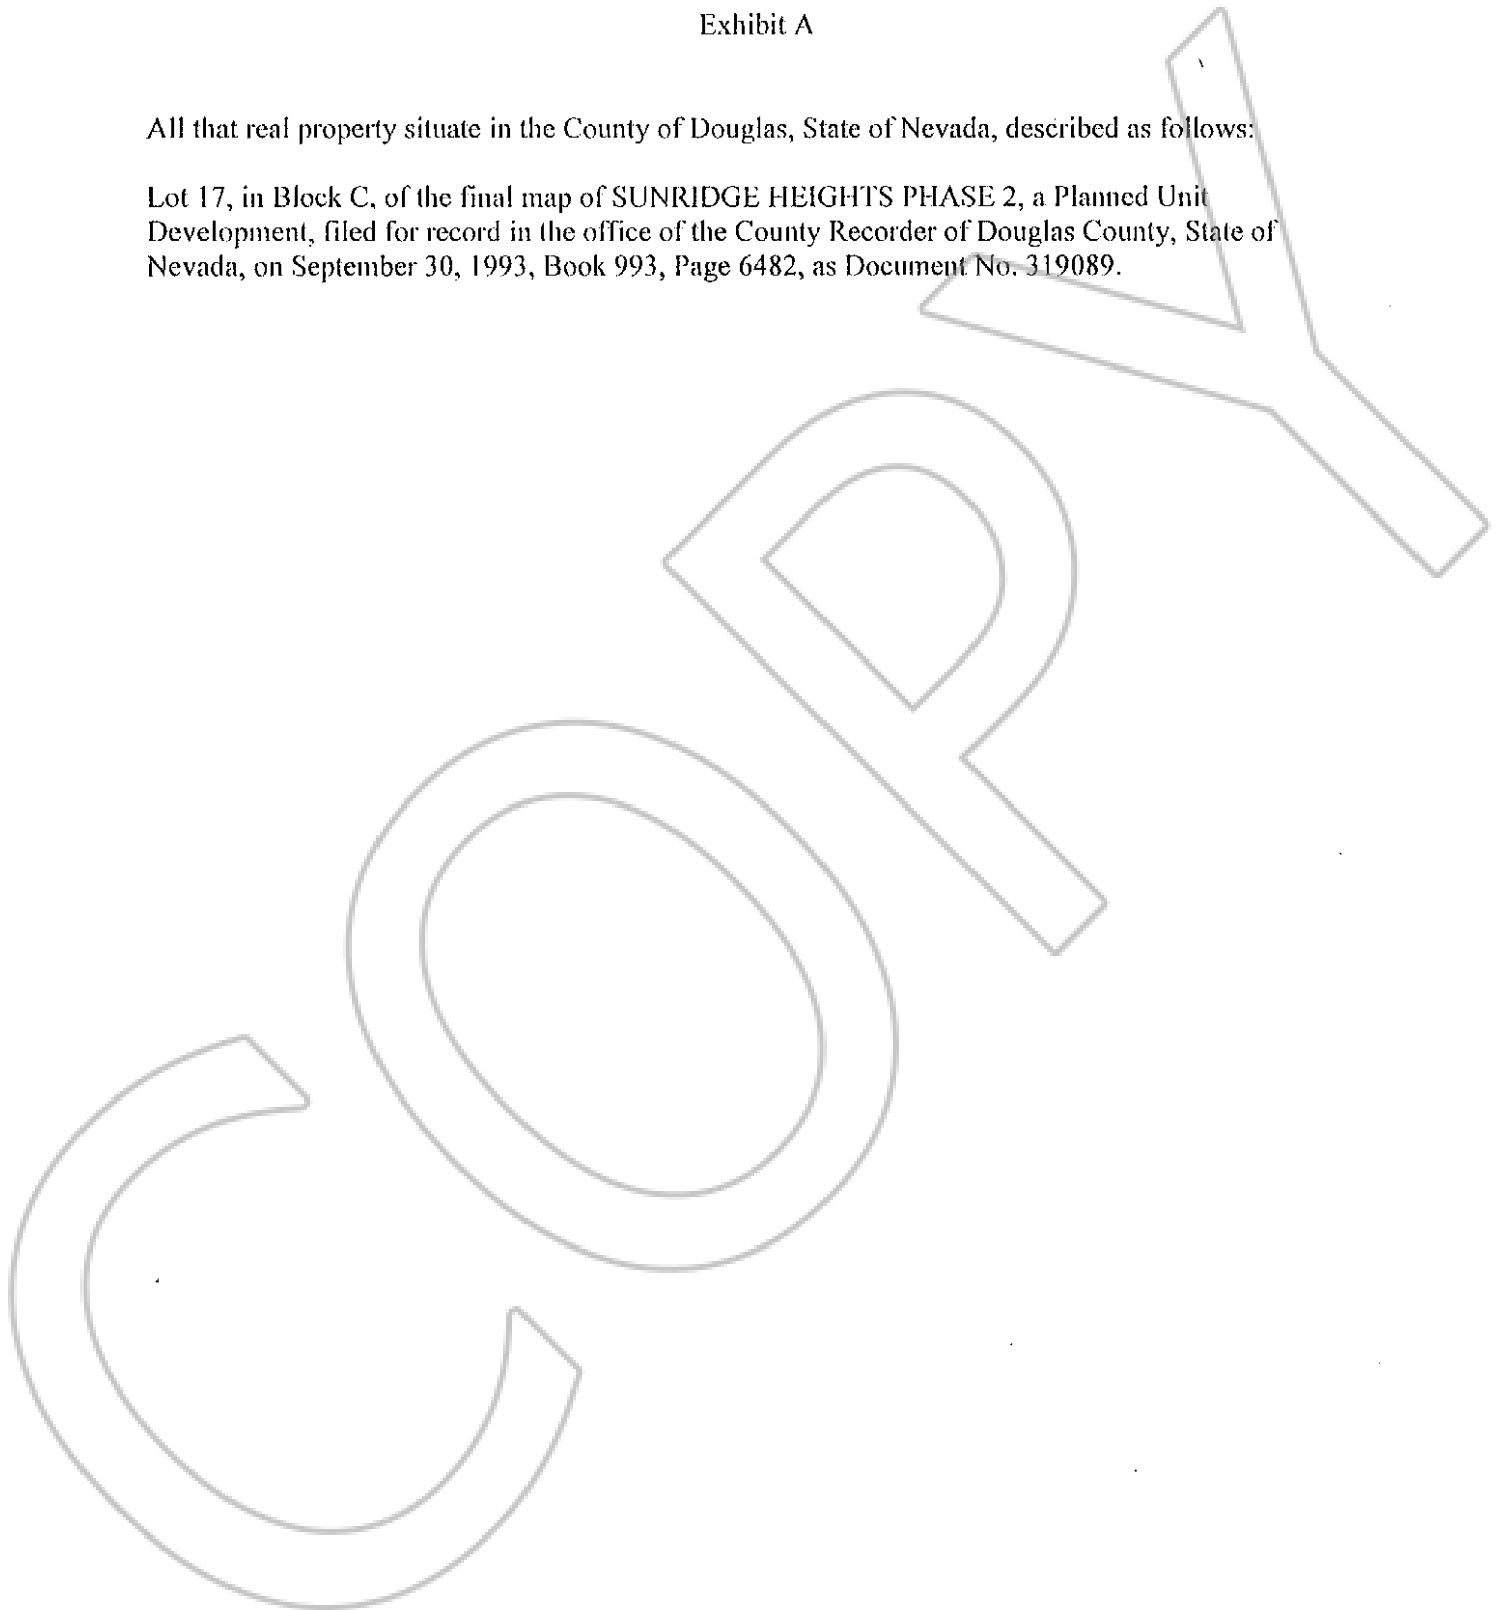 Exhibit A
All that real property situate in the County of Douglas, State of Nevada, described as follows:
Lot 17, in Block C, of the final map of SUNRIDGE HEIGHTS PHASE 2, a Planned Unit
Development, filed for record in the office of the County Recorder of Douglas County, State of
Nevada, on September 30, 1993, Book 993, Page 6482, as Document No. 319089.
COPY